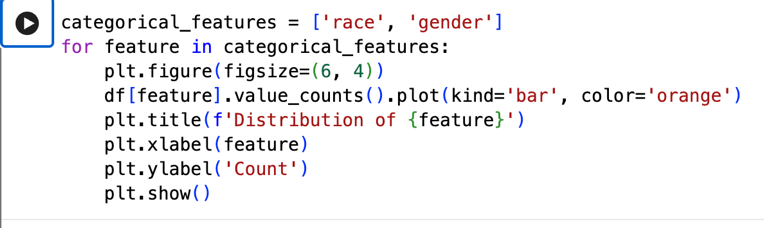 categorical_features = ['race', 'gender']
for feature in categorical_features:
    plt.figure(figsize=(6, 4))
    df[feature].value_counts().plot(kind='bar', color='orange')
    plt.title(f'Distribution of {feature}')
    plt.xlabel(feature)
    plt.ylabel('Count')
    plt.show()